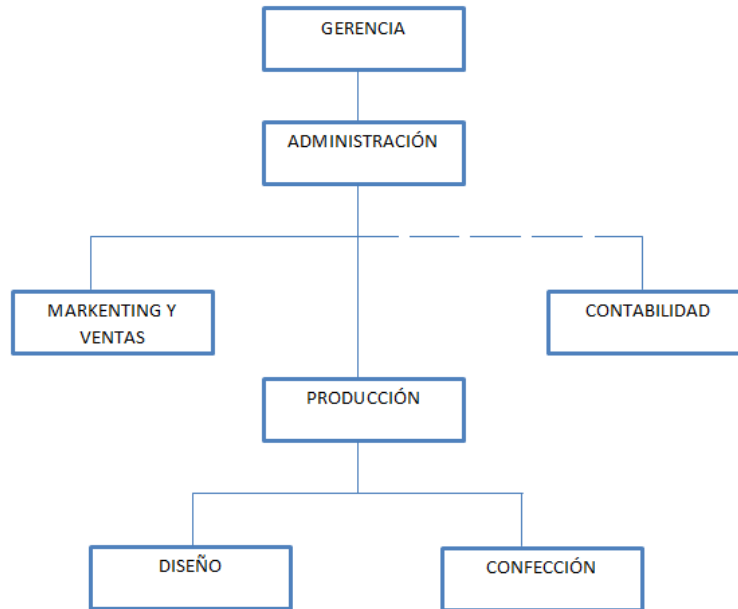 GERENCIA
ADMINISTRACIÓN
MARKENTING Y
VENTAS
CONTABILIDAD
PRODUCCIÓN
DISEÑO
CONFECCIÓN